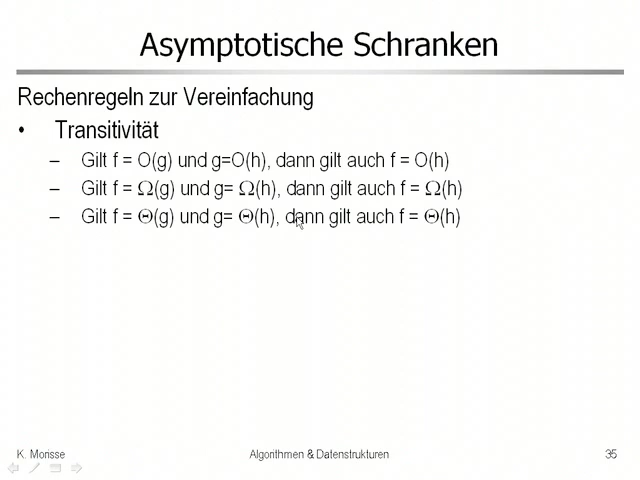 Asymptotische Schranken
Rechenregeln zur Vereinfachung
• Transitivität
– Gilt f = O(g) und g=O(h), dann gilt auch f = O(h)
– Gilt f = Ω(g) und g= Ω(h), dann gilt auch f = Ω(h)
– Gilt f = Θ(g) und g= Θ(h), dann gilt auch f = Θ(h)
K. Morisse Algorithmen & Datenstrukturen 35